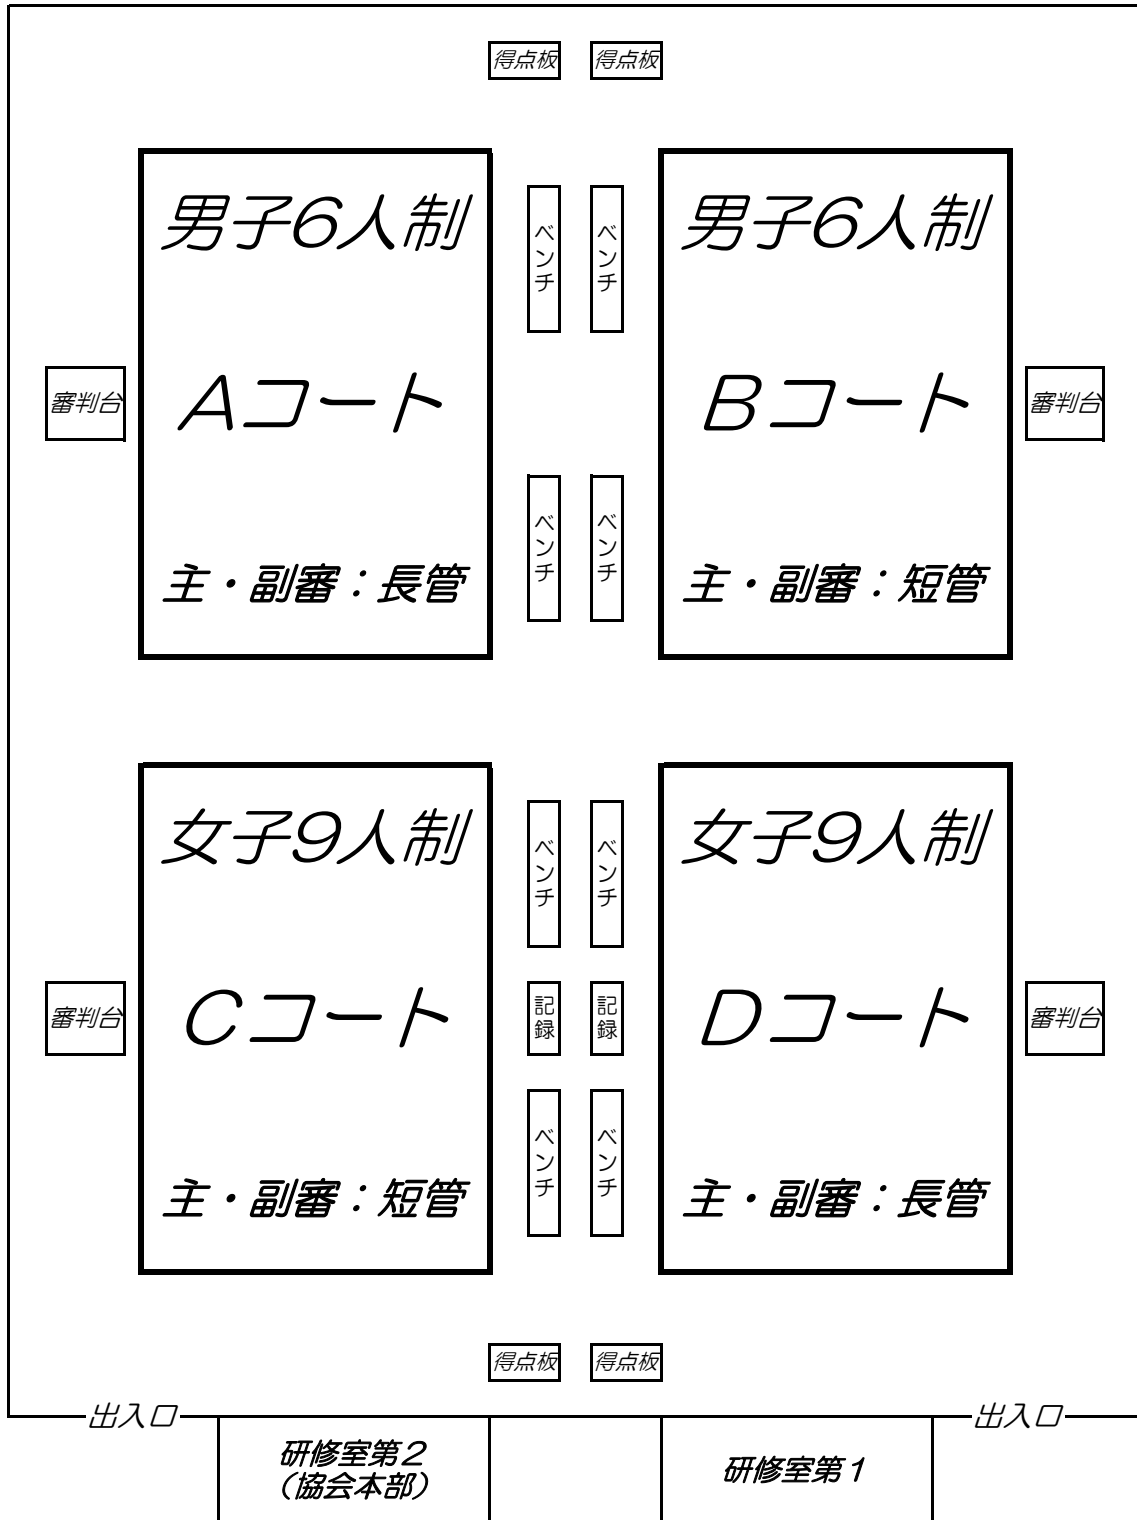 得点板 得点板
男子6人制
ベンチ
ベンチ
男子6人制
審判台
Aコート
Bコート
審判台
ベンチ
ベンチ
主・副審：長管
主・副審：短管
女子9人制
ベンチ
ベンチ
女子9人制
審判台
Cコート
記録
記録
Dコート
審判台
ベンチ
ベンチ
主・副審：短管
主・副審：長管
得点板 得点板
出入口
出入口
研修室第２
（協会本部）
研修室第１